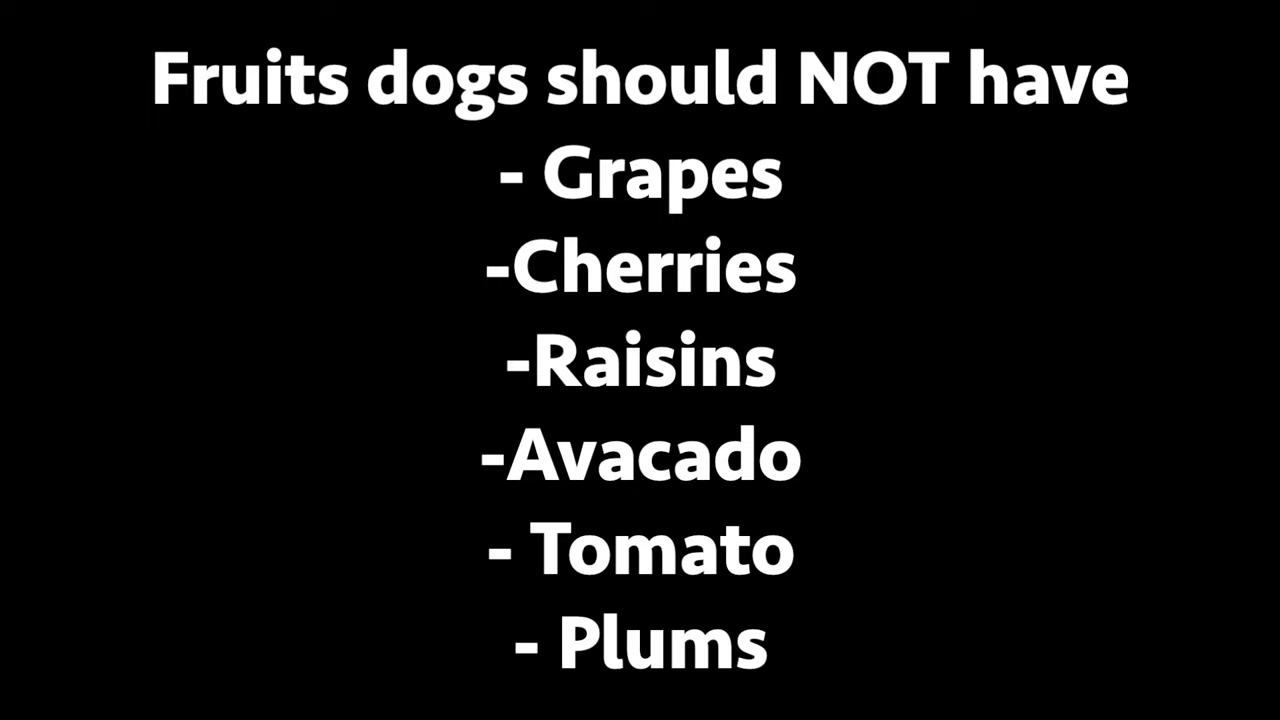 Fruits dogs should NOT have
- Grapes
-Cherries
-Raisins
-Avacado
- Tomato
- Plums